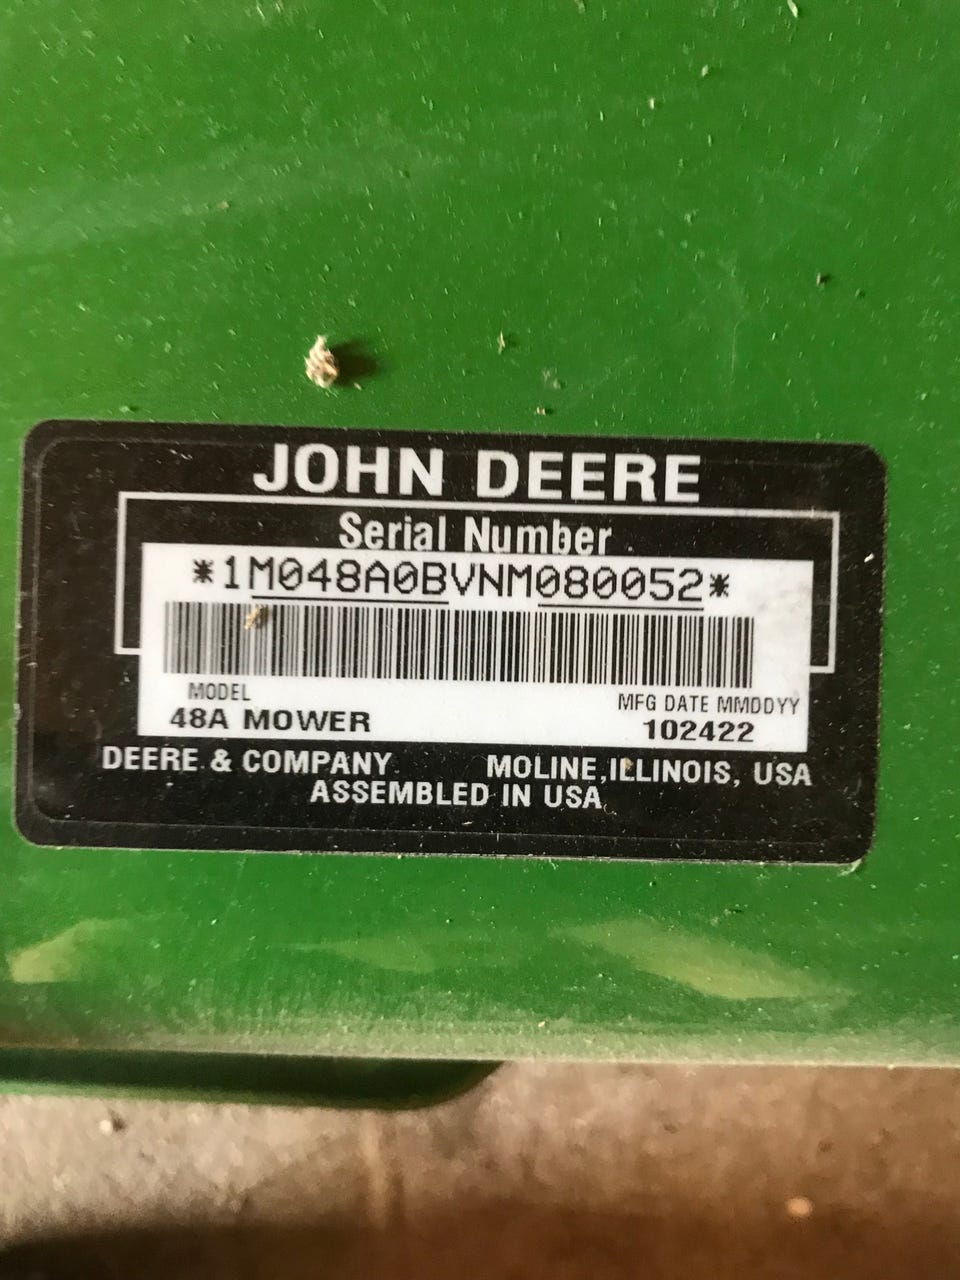 JOHN DEERE
Serial Number
*1M048A0BVNM080052*
MODEL
MFG DATE MMDDYY
48A MOWER
102422
DEERE & COMPANY MOLINE, ILLINOIS, USA
ASSEMBLED IN USA